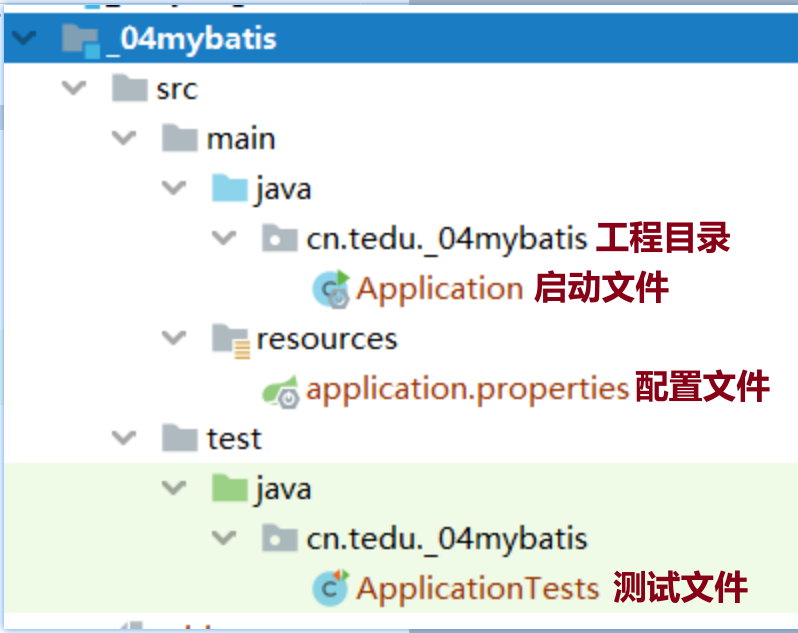 _04mybatis
src
main
java
cn.tedu._04mybatis 工程目录
Application 启动文件
resources
application.properties 配置文件
test
java
cn.tedu._04mybatis
ApplicationTests 测试文件